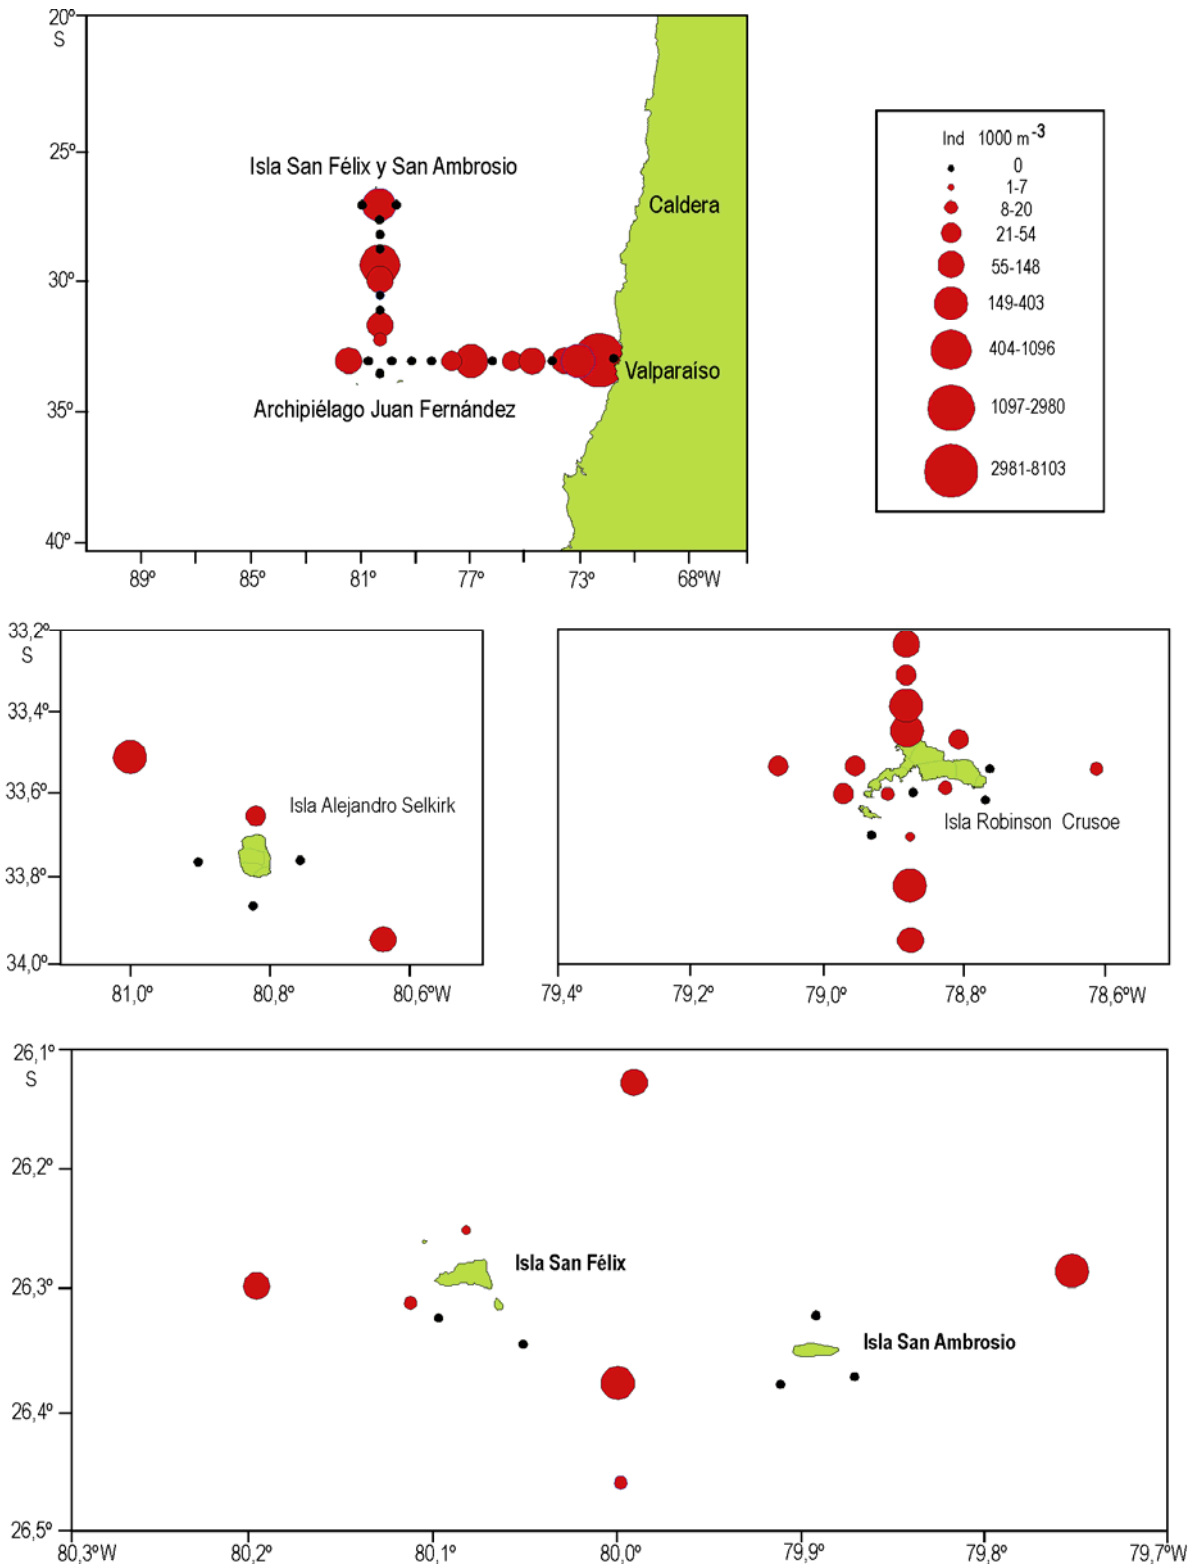 20º
S
25º
30º
35º
40º
Isla San Félix y San Ambrosio
Caldera
Valparaíso
Archipiélago Juan Fernández
89º 85º 81º 77º 73º 68ºW
Ind 1000 m-3
0
1-7
8-20
21-54
55-148
149-403
404-1096
1097-2980
2981-8103
33,2º
S
33,4º
33,6º
33,8º
34,0º
Isla Alejandro Selkirk
81,0º 80,8º 80,6W
Isla Robinson Crusoe
79,4º 79,2º 79,0º 78,8º 78,6W
26,1º
S
26,2º
26,3º
26,4º
26,5º
Isla San Félix
Isla San Ambrosio
80,3ºW 80,2º 80,1º 80,0º 79,9º 79,8º 79,7ºW